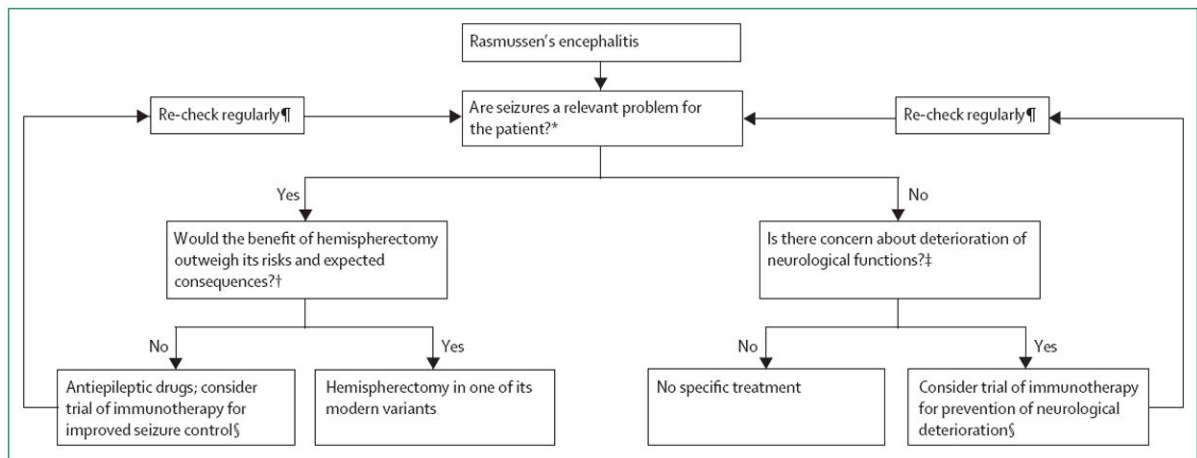 Rasmussen's encephalitis
Re-check regularly¶
Are seizures a relevant problem for
the patient?*
Re-check regularly¶
Yes
No
Would the benefit of hemispherectomy
outweigh its risks and expected
consequences?†
Is there concern about deterioration of
neurological functions?‡
No
Yes
No
Yes
Antiepileptic drugs; consider
trial of immunotherapy for
improved seizure control§
Hemispherectomy in one of its
modern variants
No specific treatment
Consider trial of immunotherapy
for prevention of neurological
deterioration§